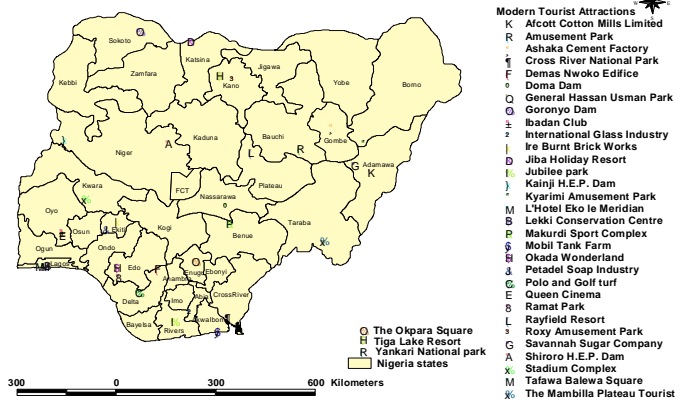 Modern Tourist Attractions
K Afcott Cotton Mills Limited
R Amusement Park
Ashaka Cement Factory
¶ Cross River National Park
F Demas Nwoko Edifice
Doma Dam
Q General Hassan Usman Park
Goronyo Dam
Ibadan Club
International Glass Industry
Ire Burnt Brick Works
D Jiba Holiday Resort
Jubilee park
} Kainji H.E.P. Dam
Kyarimi Amusement Park
M L'Hotel Eko le Meridian
B Lekki Conservation Centre
P Makurdi Sport Complex
Mobil Tank Farm
H Okada Wonderland
Petadel Soap Industry
Polo and Golf turf
E Queen Cinema
8 Ramat Park
L Rayfield Resort
3 Roxy Amusement Park
G Savannah Sugar Company
A Shiroro H.E.P. Dam
Stadium Complex
M Tafawa Balewa Square
The Mambilla Plateau Tourist
O The Okpara Square
H Tiga Lake Resort
R Yankari National park
Nigeria states
Sokoto
D
Katsina
Jigawa
Zamfara
H 3
Kano
Kebbi
Yobe
Borno
Kaduna
Bauchi
Gombe
A
L
R
Niger
G
Adamawa
K
Plateau
FCT
Kwara
Nassarawa
Oyo
Taraba
Osun
Ekiti
Kogi
Benue
Ogun
Ondo
Lagos
Edo
H
8
Enugu
Ebonyi
Anambra
Delta
Imo
Abia
CrossRiver
Bayelsa
Rivers
Akwaibom
300 0 300 600 Kilometers